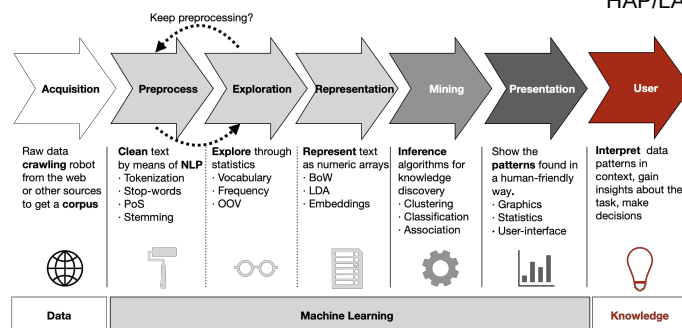 HAP/LA
Keep preprocessing?
Acquisition
Preprocess
Exploration
Representation
Mining
Presentation
User
Raw data
crawling robot
from the web
or other sources
to get a corpus
Clean text
by means of NLP
· Tokenization
· Stop-words
· PoS
· Stemming
Explore through
statistics
· Vocabulary
· Frequency
· OOV
Represent text
as numeric arrays
· BoW
· LDA
· Embeddings
Inference
algorithms for
knowledge
discovery
· Clustering
· Classification
· Association
Show the
patterns found in
a human-friendly
way.
· Graphics
· Statistics
· User-interface
Interpret data
patterns in
context, gain
insights about the
task, make
decisions
Data
Machine Learning
Knowledge